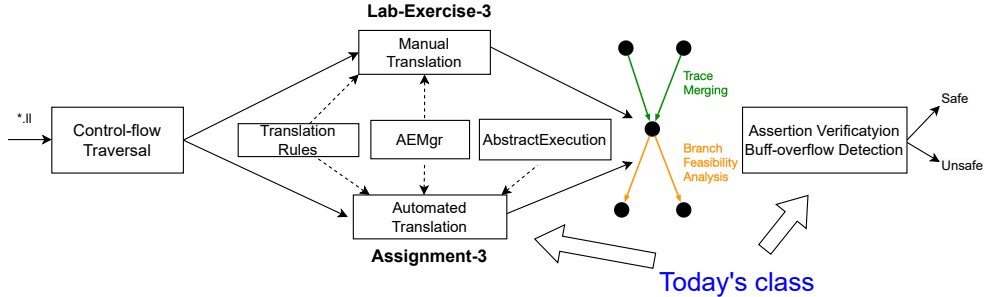 Lab-Exercise-3
Manual
Translation
*.ll
Control-flow
Traversal
Translation
Rules
AEMgr
AbstractExecution
Automated
Translation
Assignment-3
Trace
Merging
Branch
Feasibility
Analysis
Assertion Verificatyion
Buff-overflow Detection
Safe
Unsafe
Today's class